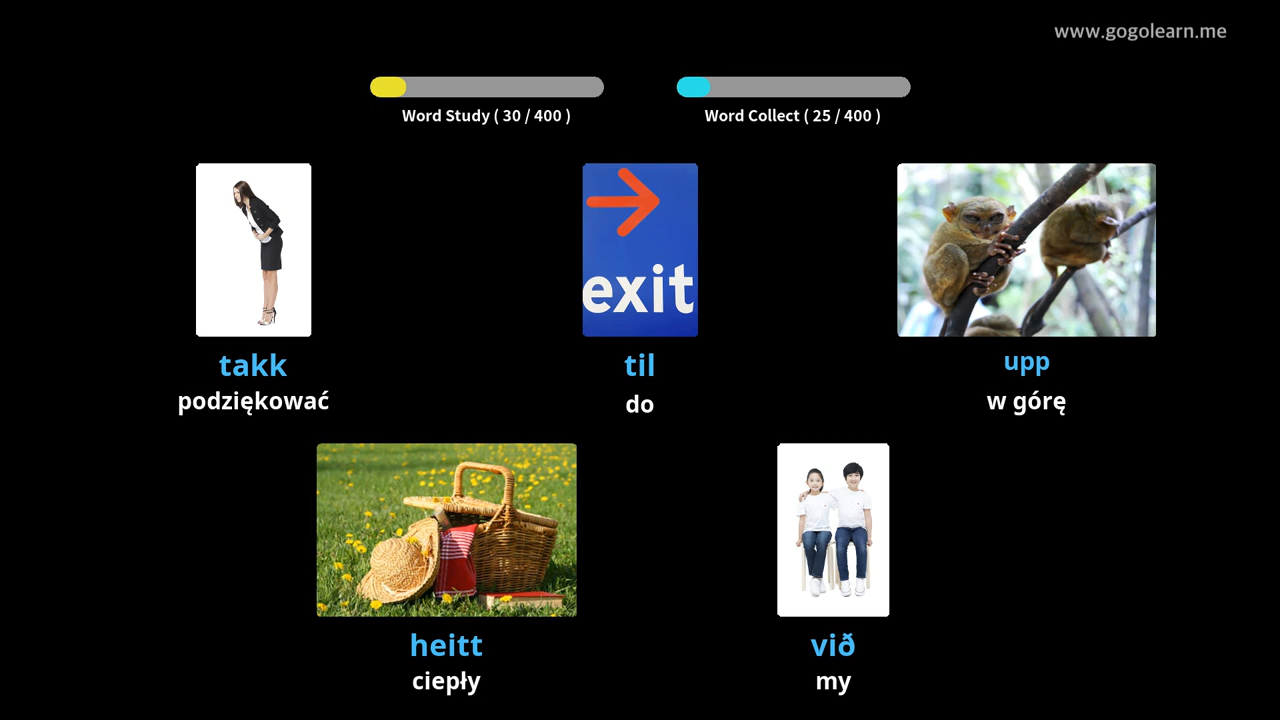 www.gogolearn.me
Word Study ( 30 / 400 )
Word Collect ( 25 / 400 )
exit
takk
podziękować
til
do
upp
w górę
heitt
ciepły
við
my